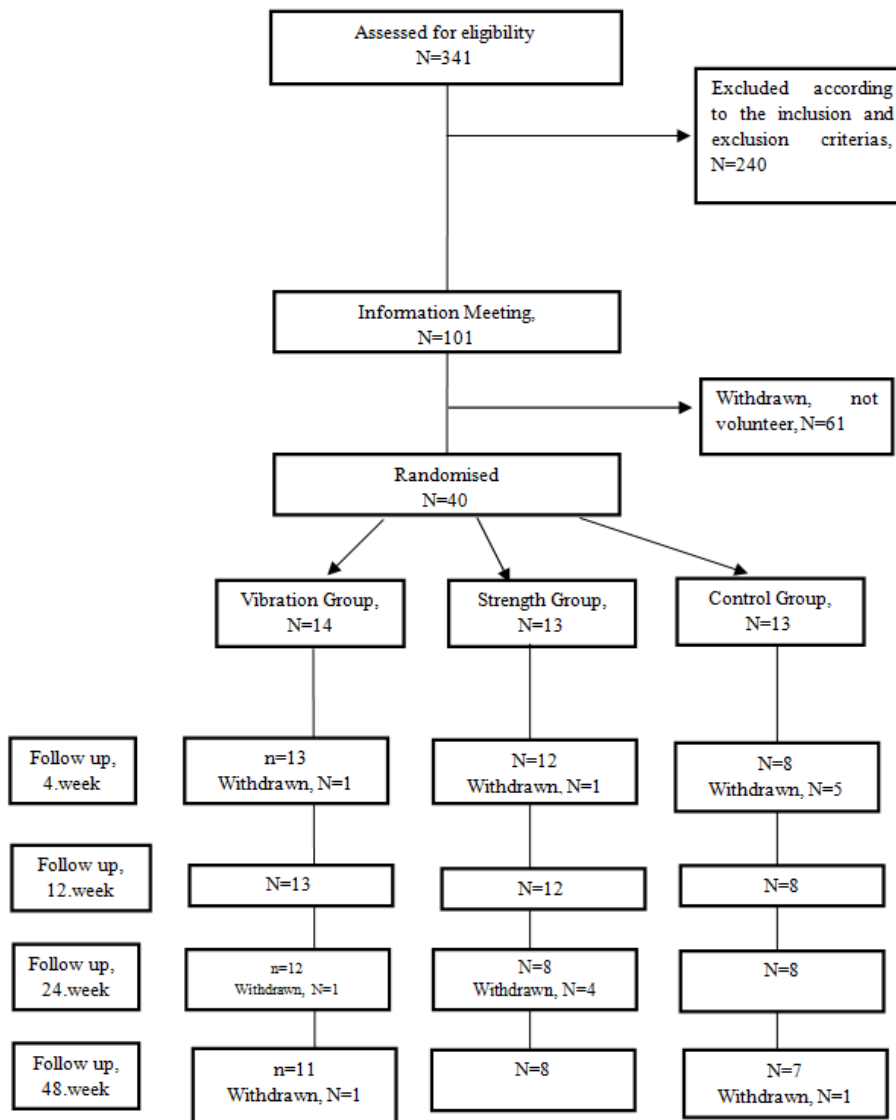 Assessed for eligibility
N=341
Excluded according
to the inclusion and
exclusion criterias,
N=240
Information Meeting,
N=101
Withdrawn, not
volunteer, N=61
Randomised
N=40
Vibration Group,
N=14
Strength Group,
N=13
Control Group,
N=13
Follow up,
4.week
n=13
Withdrawn, N=1
N=12
Withdrawn, N=1
N=8
Withdrawn, N=5
Follow up,
12.week
N=13
N=12
N=8
Follow up,
24.week
n=12
Withdrawn, N=1
N=8
Withdrawn, N=4
N=8
Follow up,
48.week
n=11
Withdrawn, N=1
N=8
N=7
Withdrawn, N=1